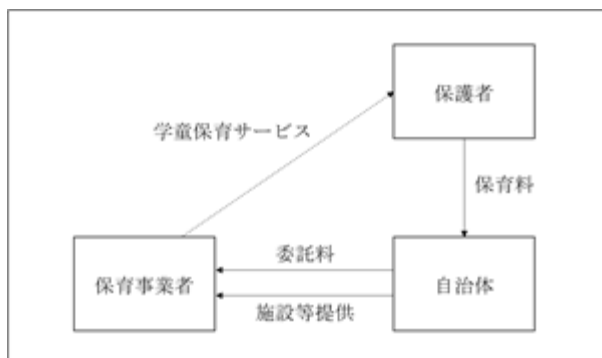 保護者
学童保育サービス
保育料
委託料
保育事業者
自治体
施設等提供